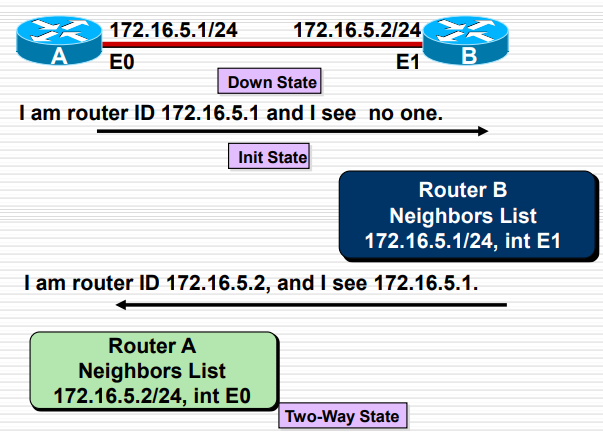 172.16.5.1/24 172.16.5.2/24
A B
E0 E1
Down State
I am router ID 172.16.5.1 and I see no one.
Init State
Router B
Neighbors List
172.16.5.1/24, int E1
I am router ID 172.16.5.2, and I see 172.16.5.1.
Router A
Neighbors List
172.16.5.2/24, int E0
Two-Way State